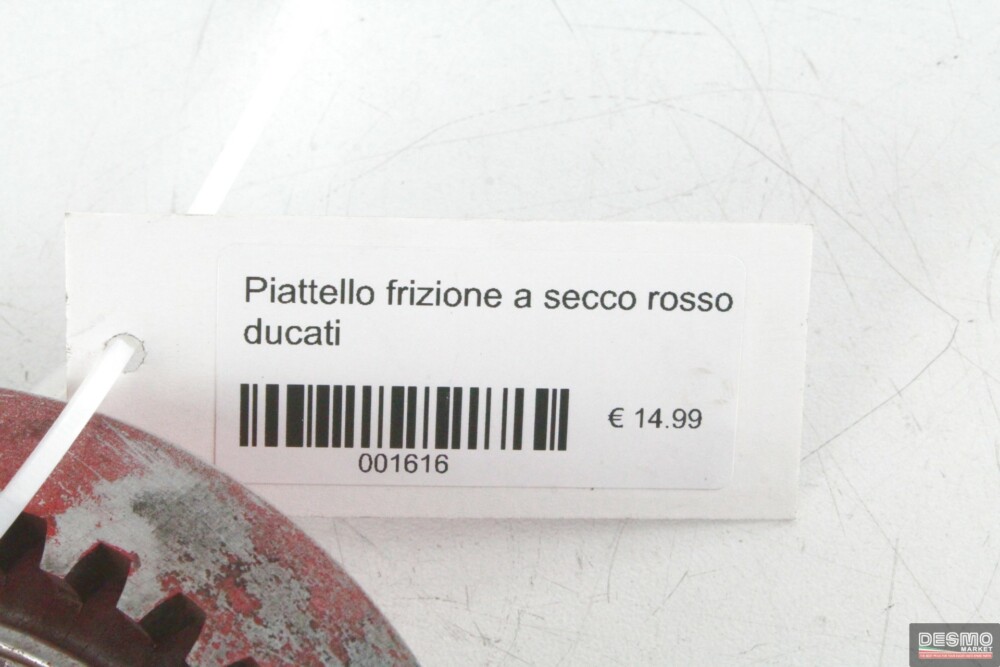 Piattello frizione a secco rosso
ducati
€ 14.99
001616
DESMO
MARKET